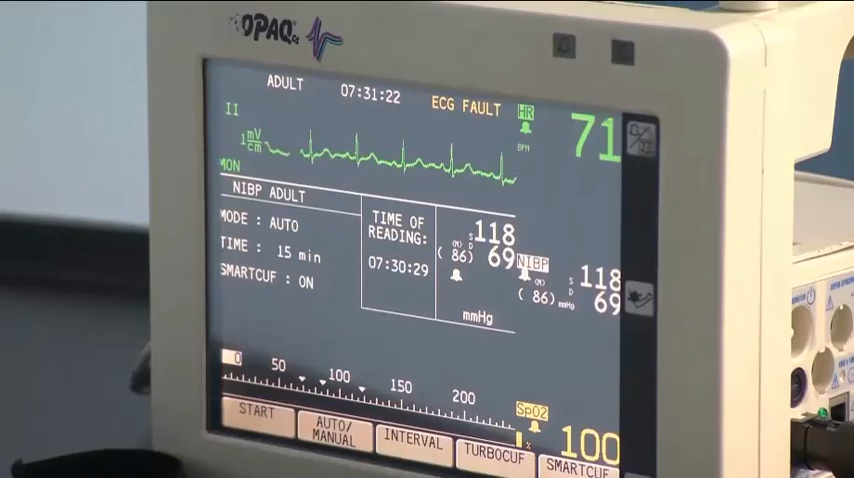 OPAQ
ADULT 07:31:22 ECG FAULT HR
II
71
1 mV/cm
BPM
MON
NIBP ADULT
MODE : AUTO
TIME : 15 min
SMARTCUF : ON
TIME OF
READING:
07:30:29
S 118
(M) D
( 86) 69
mmHg
NIBP
S 118
(M) D
( 86) mmHg 69
0 50 100 150 200
SpO2
% 100
START
AUTO/
MANUAL
INTERVAL
TURBOCUF
SMARTCUF